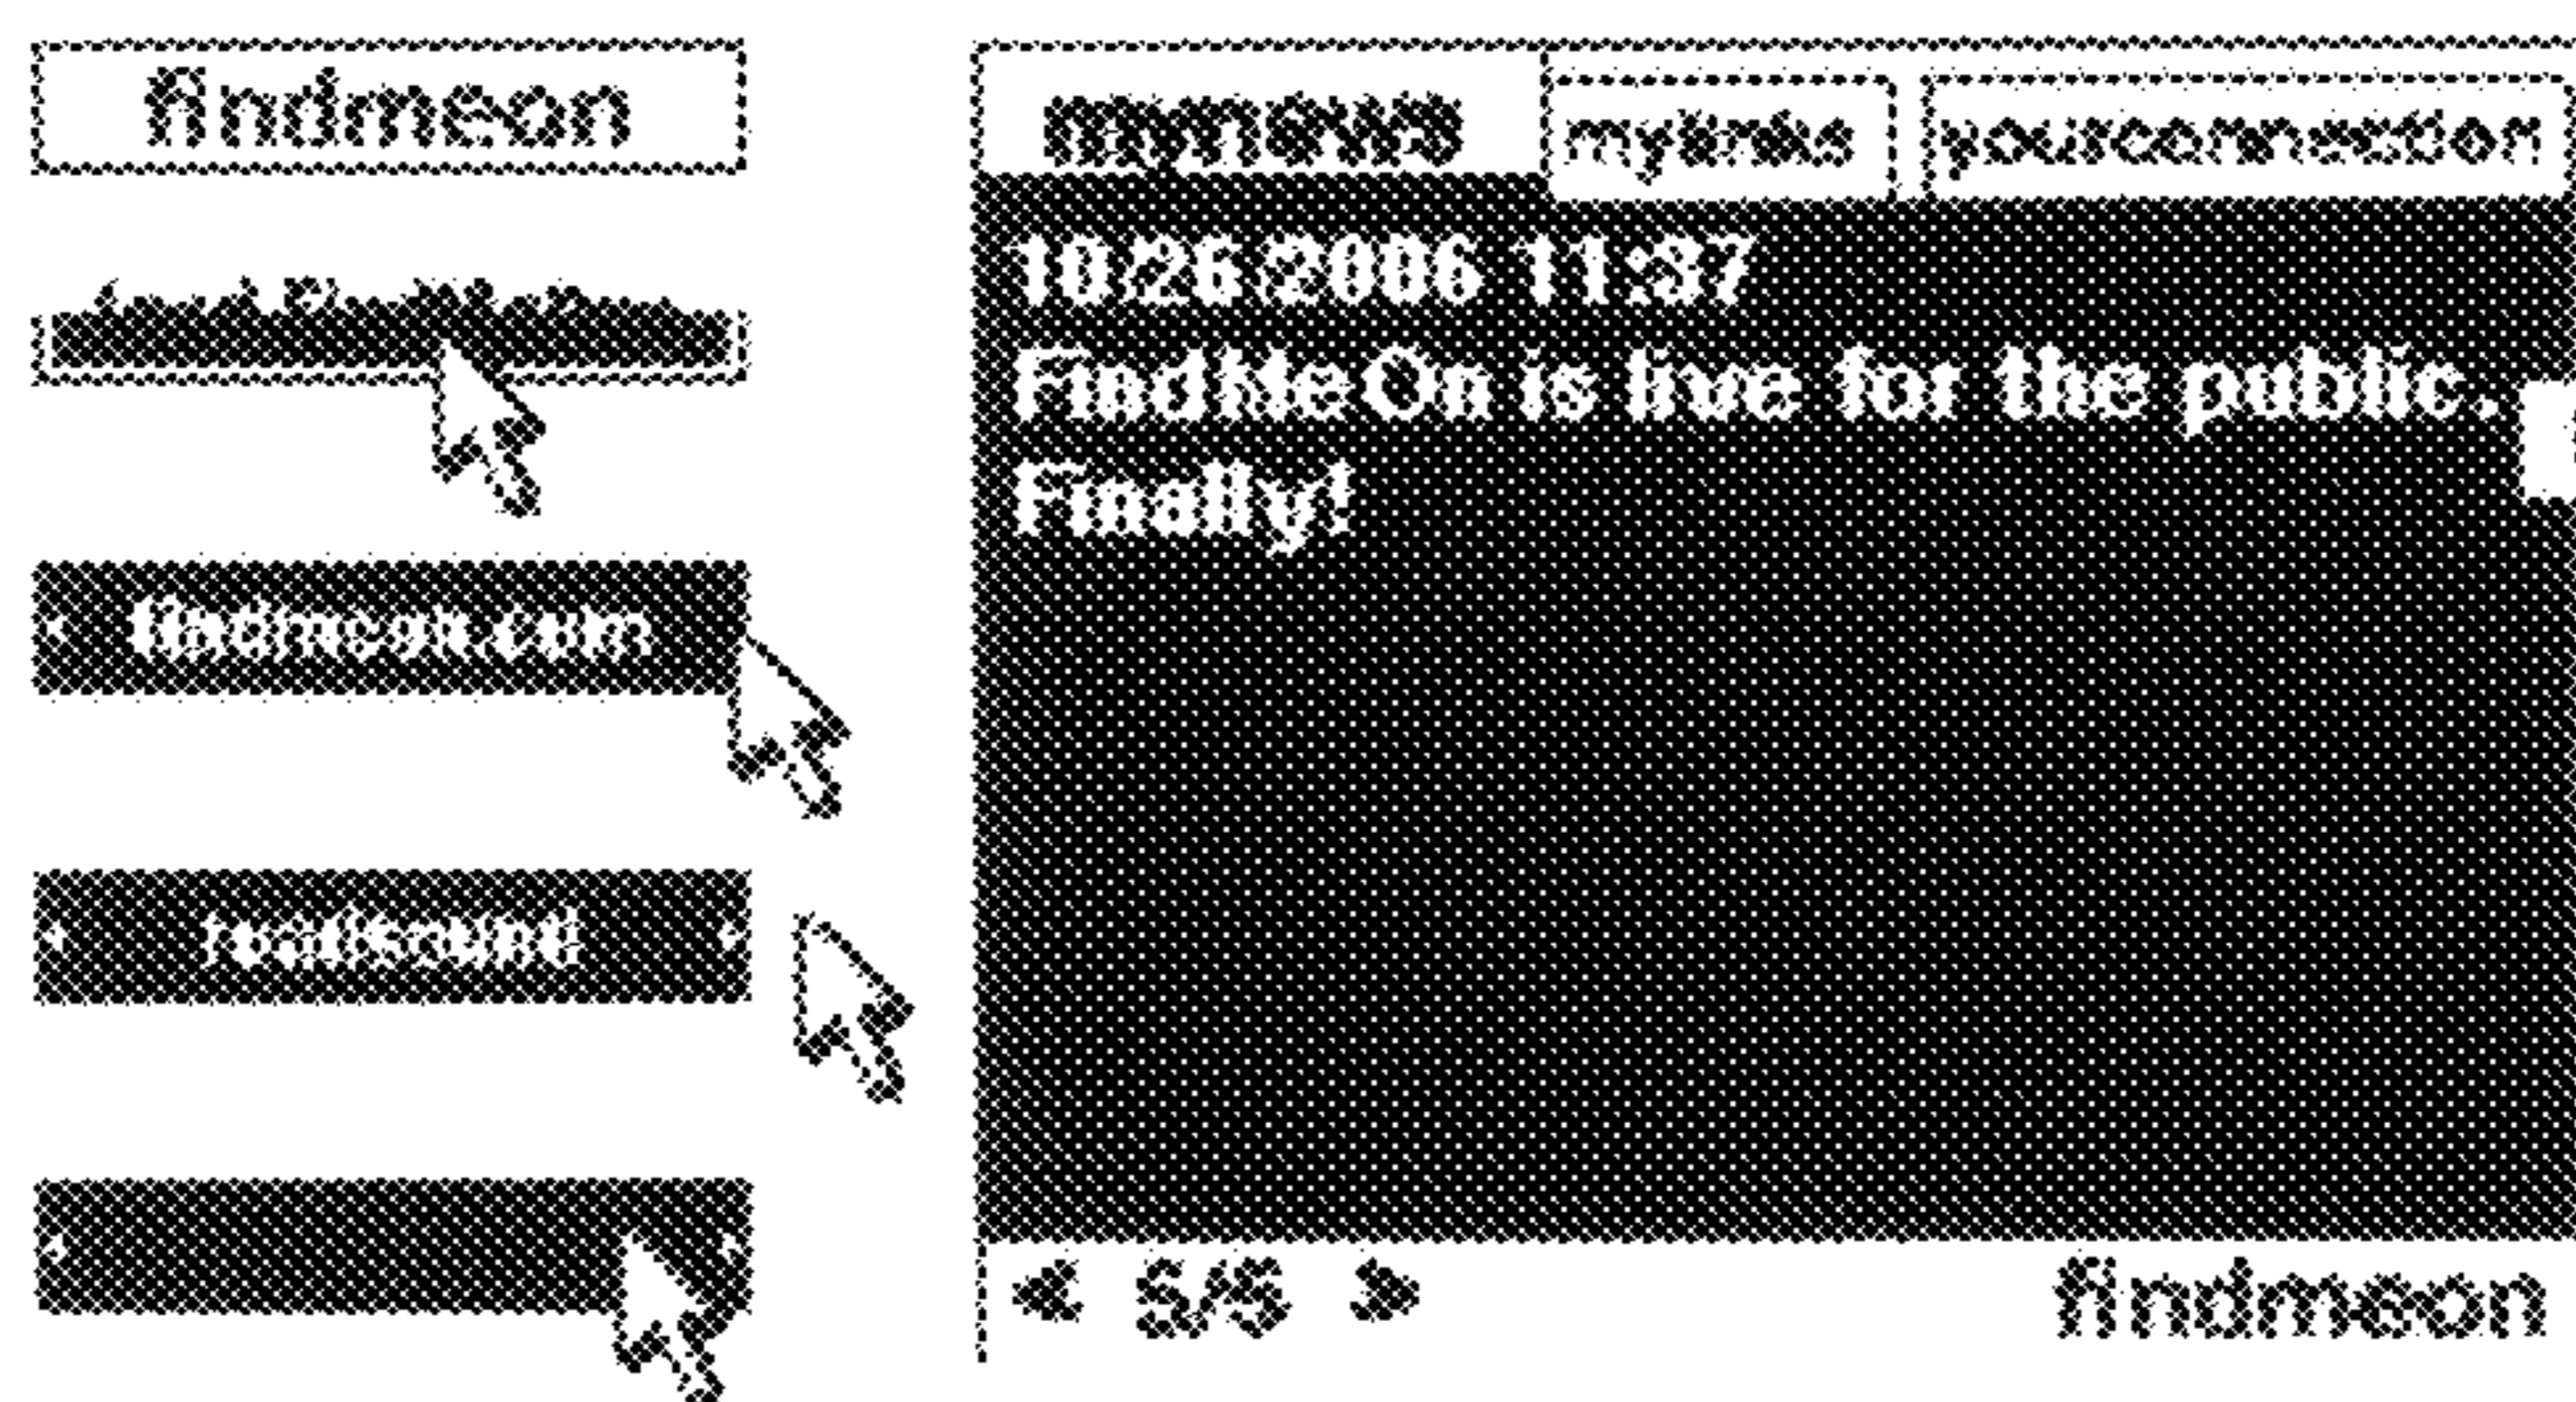 findmeon
findmeon.com
roadsound
mynews mylinks yourconnection
10/26/2006 11:37
FindMeOn is live for the public.
Finally!
5/5
findmeon